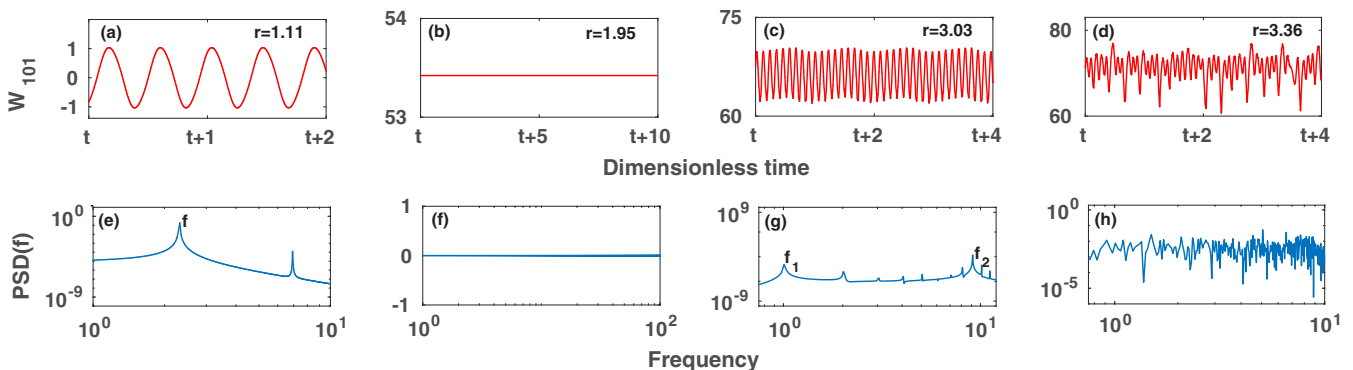 (a) r=1.11
W101
1
0
-1
t t+1 t+2
(b) r=1.95
54
53
t t+5 t+10
(c) r=3.03
75
60
t t+2 t+4
(d) r=3.36
80
60
t t+2 t+4
Dimensionless time
(e) f
PSD(f)
10^0
10^-9
10^0 10^1
(f)
1
0
-1
10^0 10^2
(g) f1 f2
10^9
10^-9
10^0
(h)
10^0
10^-5
10^0 10^1
Frequency